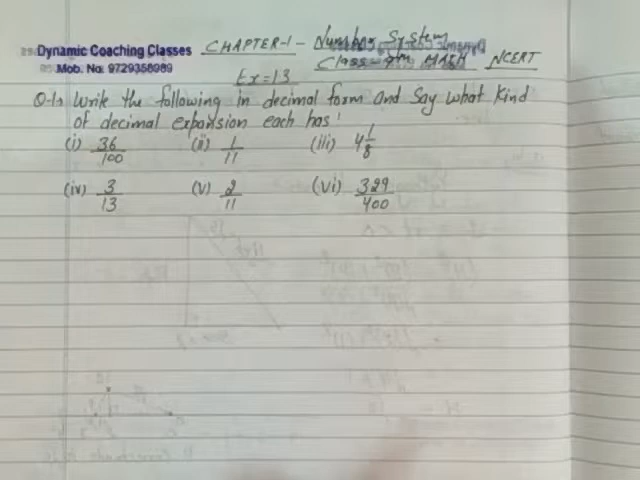 Dynamic Coaching Classes CHAPTER-1- Number System
Mob. No. 9729358989 Class-9th MATH NCERT
Ex=1.3
Q-1> Write the following in decimal form and Say what kind
of decimal expansion each has:
(i) 36/100 (ii) 1/11 (iii) 4 1/8
(iv) 3/13 (v) 2/11 (vi) 329/400